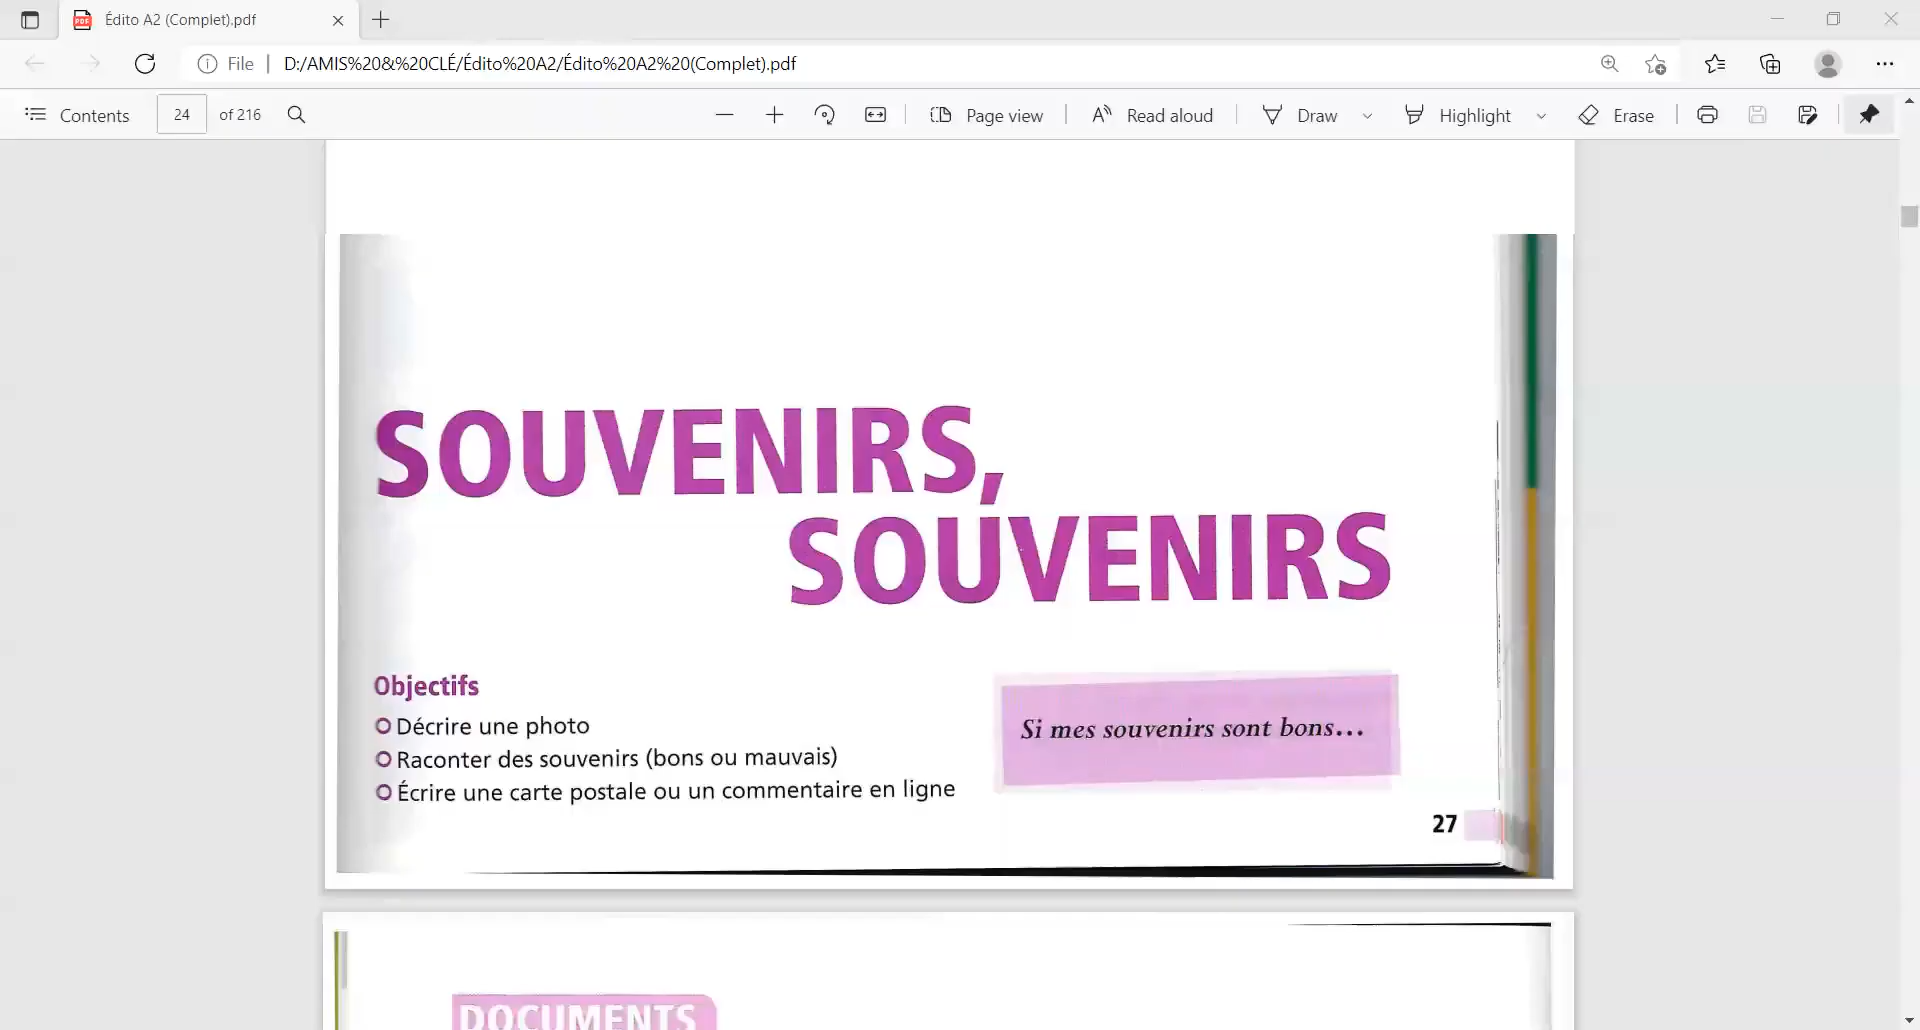 Édito A2 (Complet).pdf
File
D:/AMIS%20&%20CLÉ/Édito%20A2/Édito%20A2%20(Complet).pdf
Contents
24
of 216
Page view
Read aloud
Draw
Highlight
Erase
SOUVENIRS,
SOUVENIRS
Objectifs
Décrire une photo
Raconter des souvenirs (bons ou mauvais)
Écrire une carte postale ou un commentaire en ligne
Si mes souvenirs sont bons...
27
DOCUMENTS